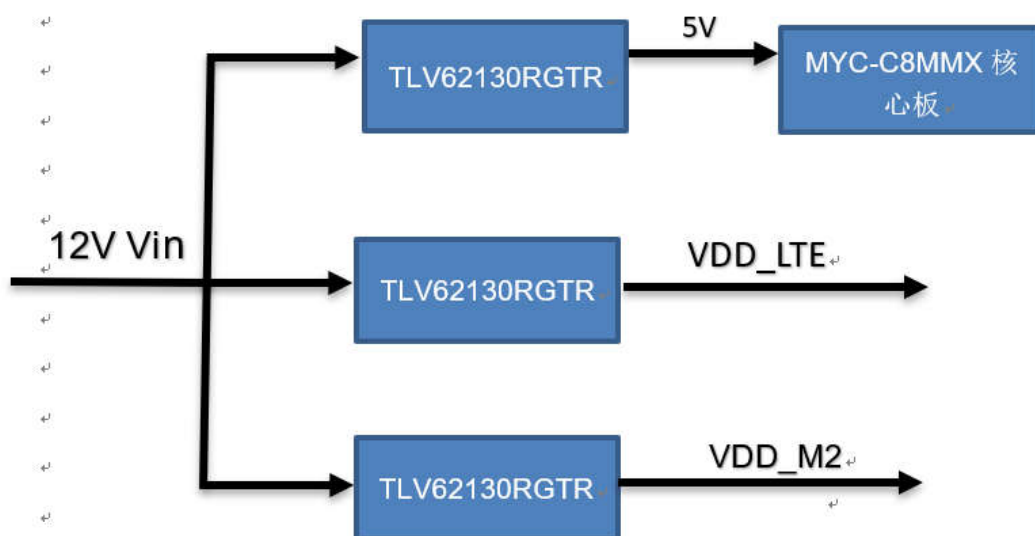 5V
TLV62130RGTR
MYC-C8MMX 核
心板
12V Vin
VDD_LTE
TLV62130RGTR
VDD_M2
TLV62130RGTR